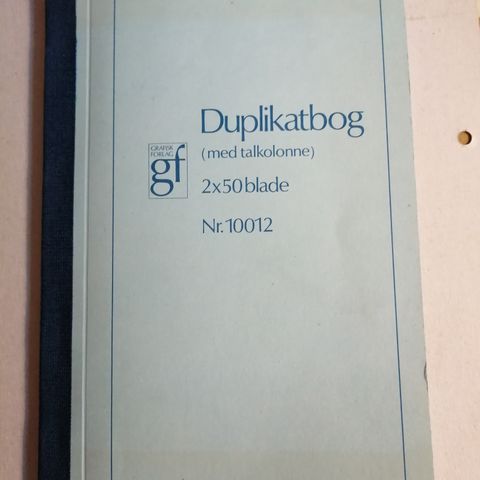 Duplikatbog
(med talkolonne)
GRAFISK
FORLAG
gf
2x50 blade
Nr. 10012